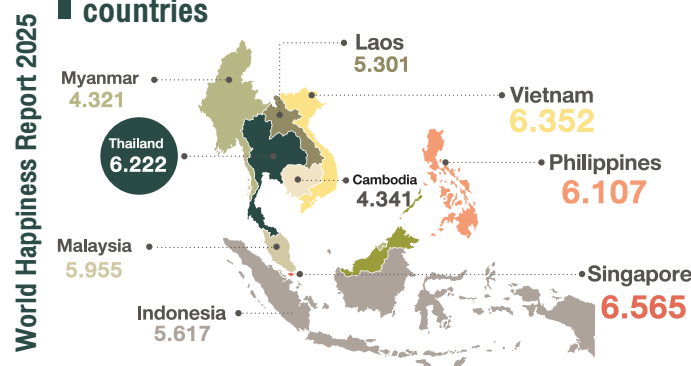 countries
World Happiness Report 2025
Laos
5.301
Myanmar
4.321
Vietnam
6.352
Thailand
6.222
Philippines
6.107
Cambodia
4.341
Malaysia
5.955
Singapore
6.565
Indonesia
5.617